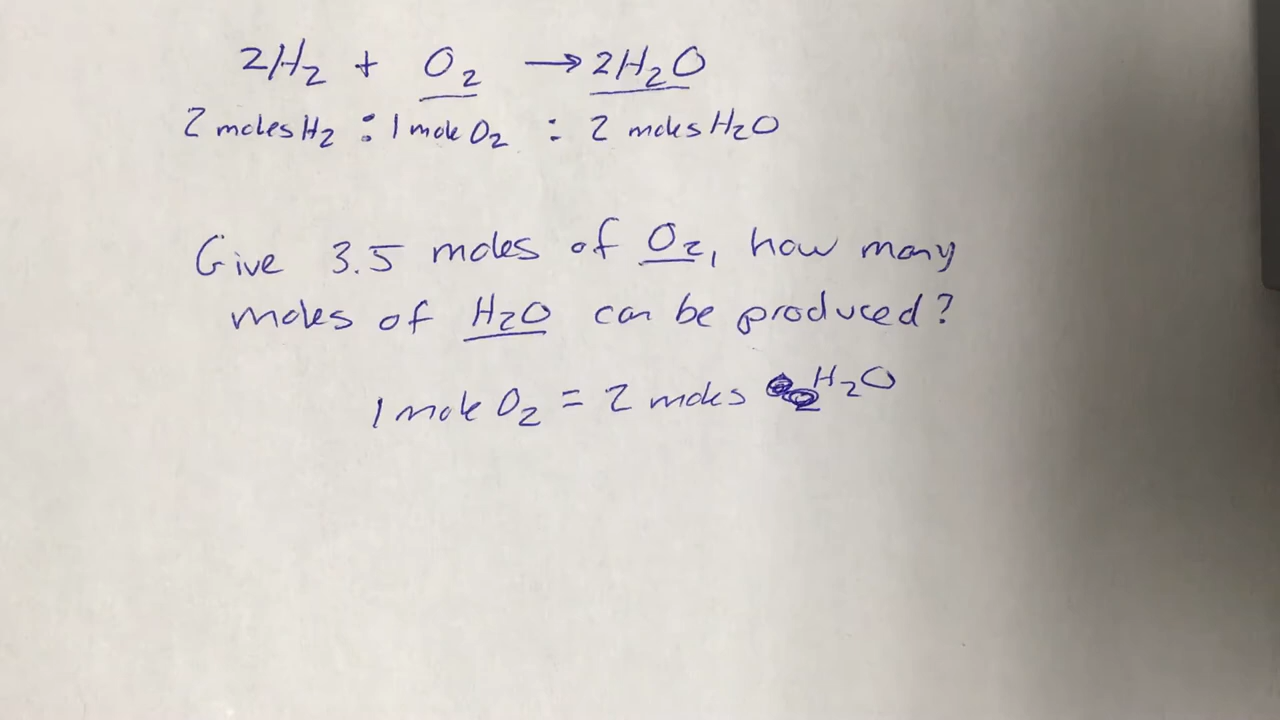 2H₂ + O₂ → 2H₂O
2 moles H₂ : 1 mole O₂ : 2 moles H₂O
Give 3.5 moles of O₂, how many
moles of H₂O can be produced?
1 mole O₂ = 2 moles H₂O